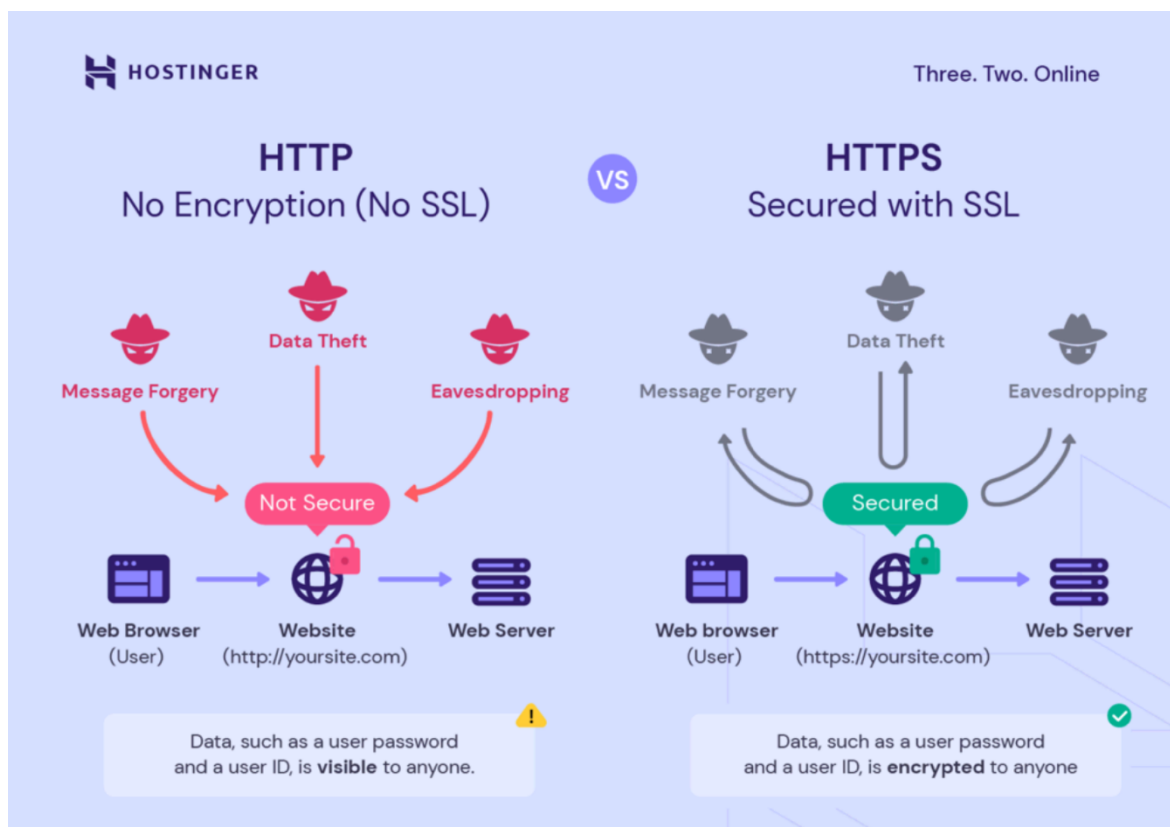 HOSTINGER
Three. Two. Online
HTTP
No Encryption (No SSL)
VS
HTTPS
Secured with SSL
Data Theft
Message Forgery
Eavesdropping
Not Secure
Web Browser
(User)
Website
(http://yoursite.com)
Web Server
Data, such as a user password
and a user ID, is visible to anyone.
Data Theft
Message Forgery
Eavesdropping
Secured
Web browser
(User)
Website
(https://yoursite.com)
Web Server
Data, such as a user password
and a user ID, is encrypted to anyone